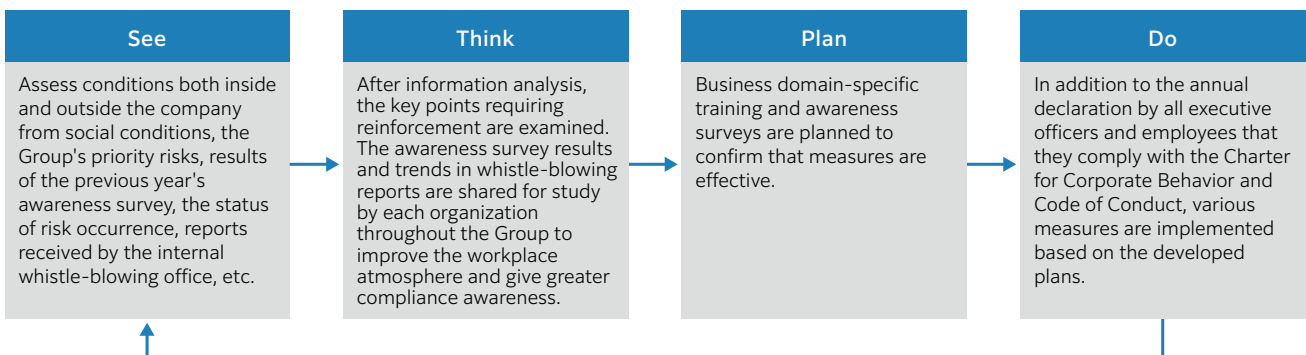 See
Assess conditions both inside
and outside the company
from social conditions, the
Group's priority risks, results
of the previous year's
awareness survey, the status
of risk occurrence, reports
received by the internal
whistle-blowing office, etc.
Think
After information analysis,
the key points requiring
reinforcement are examined.
The awareness survey results
and trends in whistle-blowing
reports are shared for study
by each organization
throughout the Group to
improve the workplace
atmosphere and give greater
compliance awareness.
Plan
Business domain-specific
training and awareness
surveys are planned to
confirm that measures are
effective.
Do
In addition to the annual
declaration by all executive
officers and employees that
they comply with the Charter
for Corporate Behavior and
Code of Conduct, various
measures are implemented
based on the developed
plans.